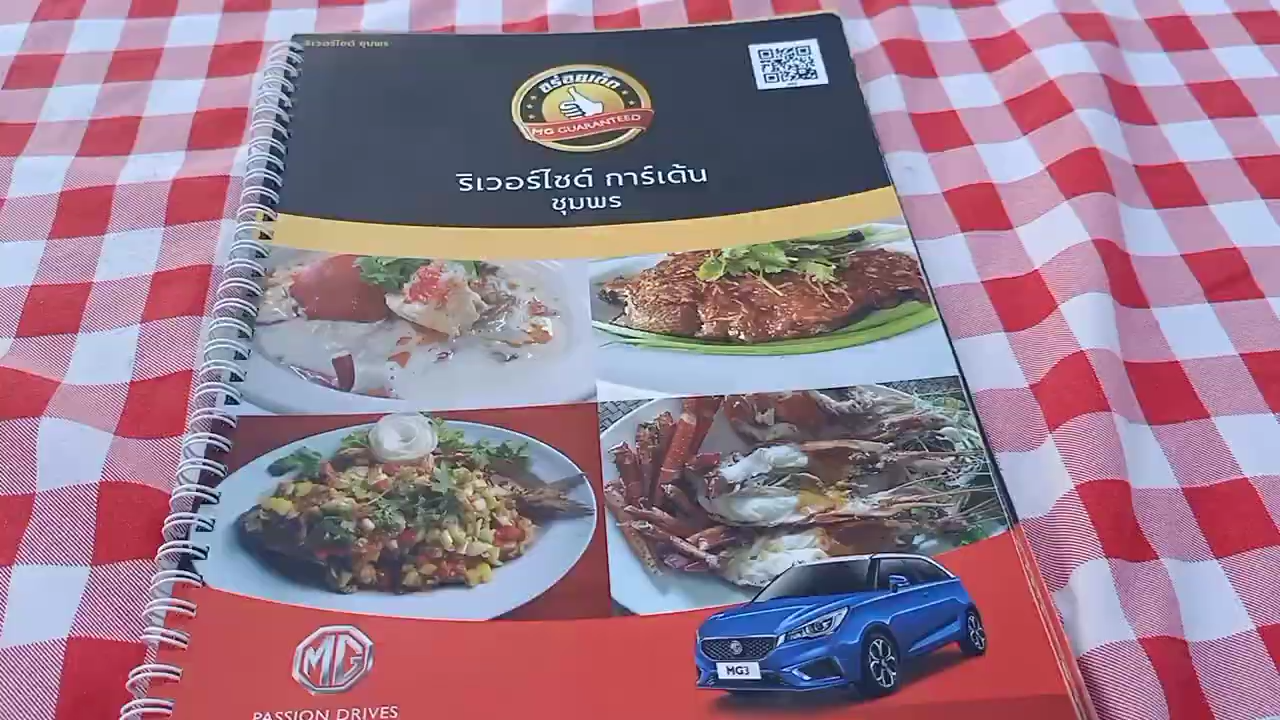 ริเวอร์ไซด์ ชุมพร
อร่อยเด็ด
MG GUARANTEED
ริเวอร์ไซด์ การ์เด้น
ชุมพร
MG3
MG
PASSION DRIVES